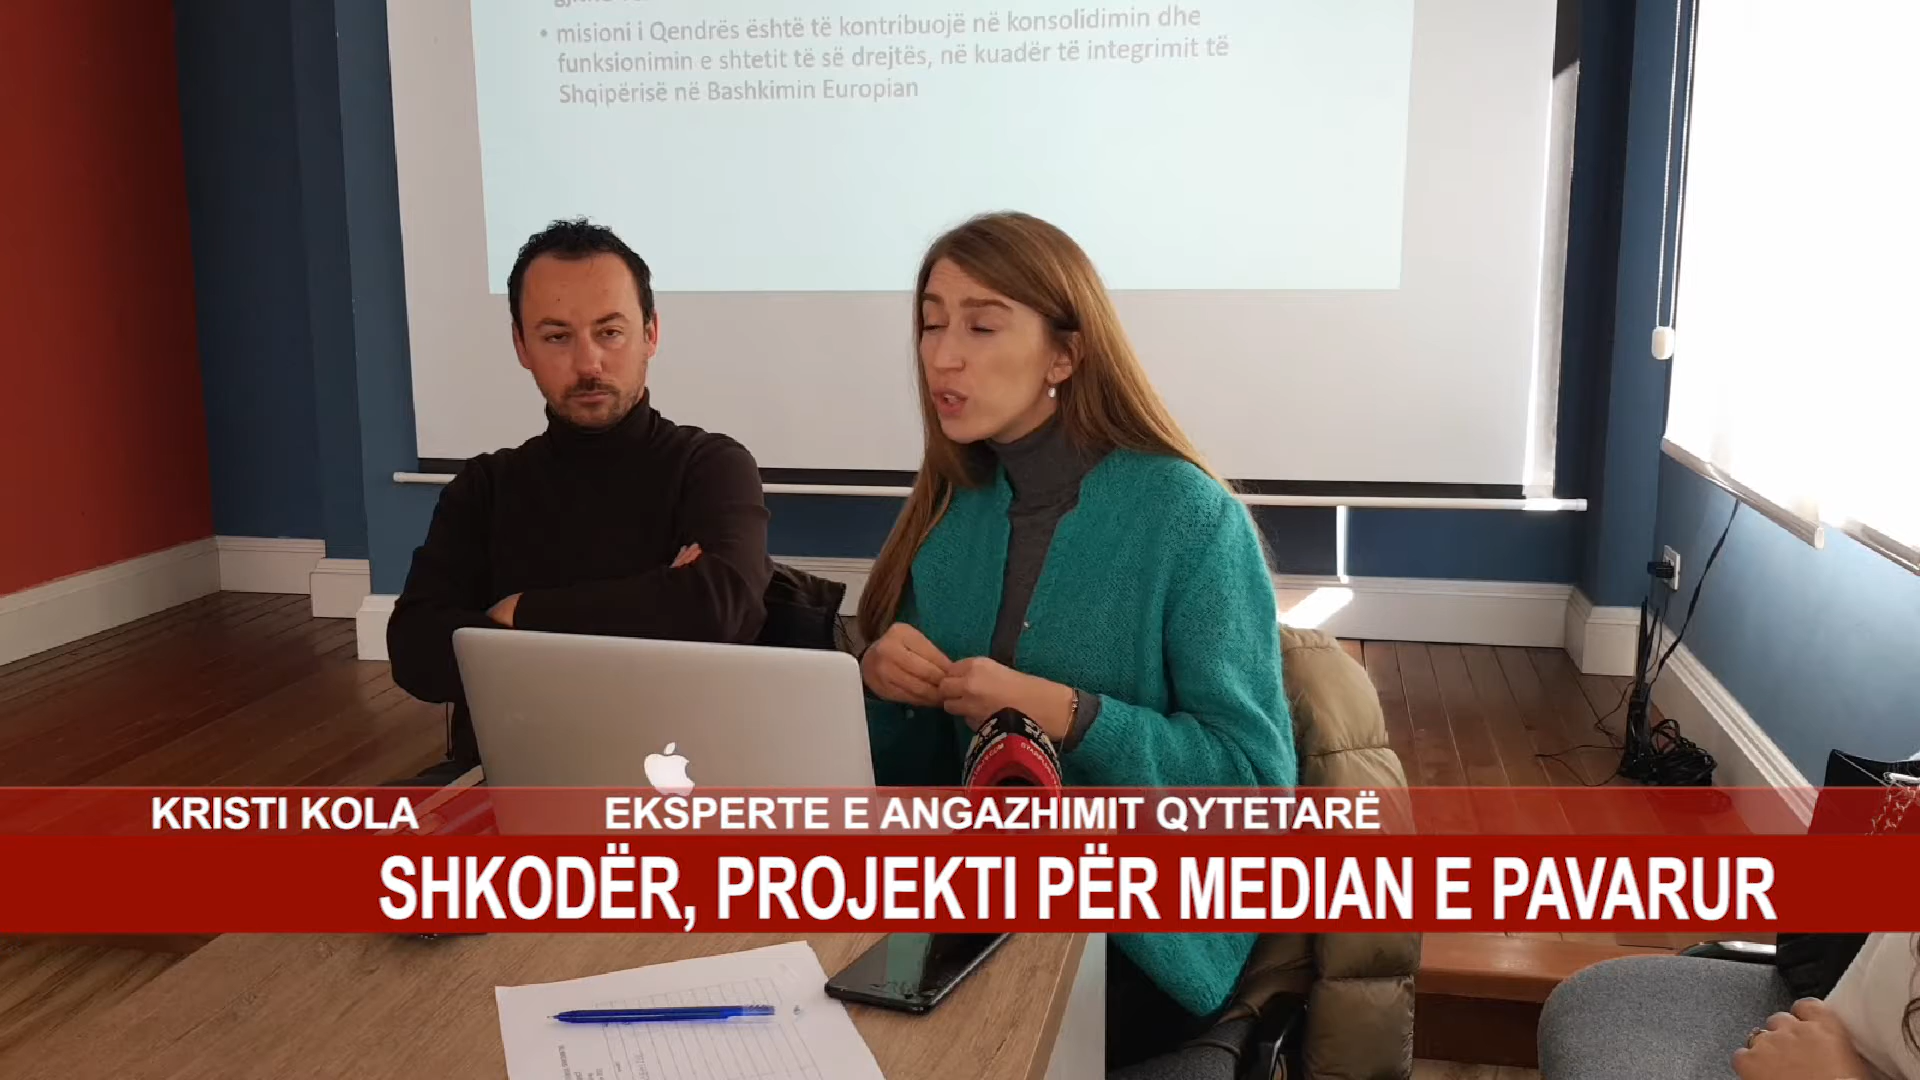 • misioni i Qendrës është të kontribuojë në konsolidimin dhe
funksionimin e shtetit të së drejtës, në kuadër të integrimit të
Shqipërisë në Bashkimin Europian
KRISTI KOLA EKSPERTE E ANGAZHIMIT QYTETARË
SHKODËR, PROJEKTI PËR MEDIAN E PAVARUR